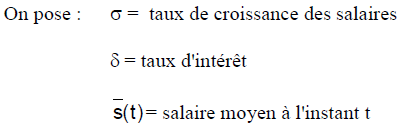 On pose : σ = taux de croissance des salaires
δ = taux d'intérêt
s̅(t)= salaire moyen à l'instant t